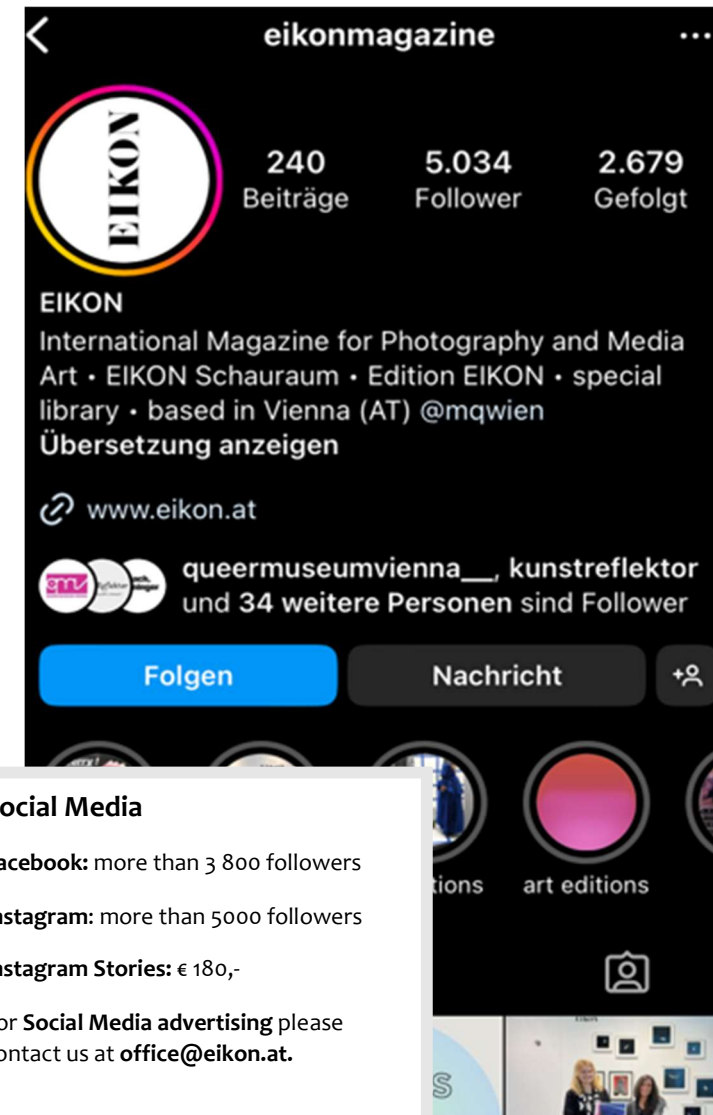 eikonmagazine
EIKON
240
5.034
2.679
Beiträge
Follower
Gefolgt
EIKON
International Magazine for Photography and Media
Art • EIKON Schauraum • Edition EIKON • special
library • based in Vienna (AT) @mqwien
Übersetzung anzeigen
www.eikon.at
queermuseumvienna__, kunstreflektor
und 34 weitere Personen sind Follower
Folgen
Nachricht
art editions
ocial Media
acebook: more than 3 800 followers
nstagram: more than 5000 followers
nstagram Stories: € 180,-
or Social Media advertising please
ontact us at office@eikon.at.